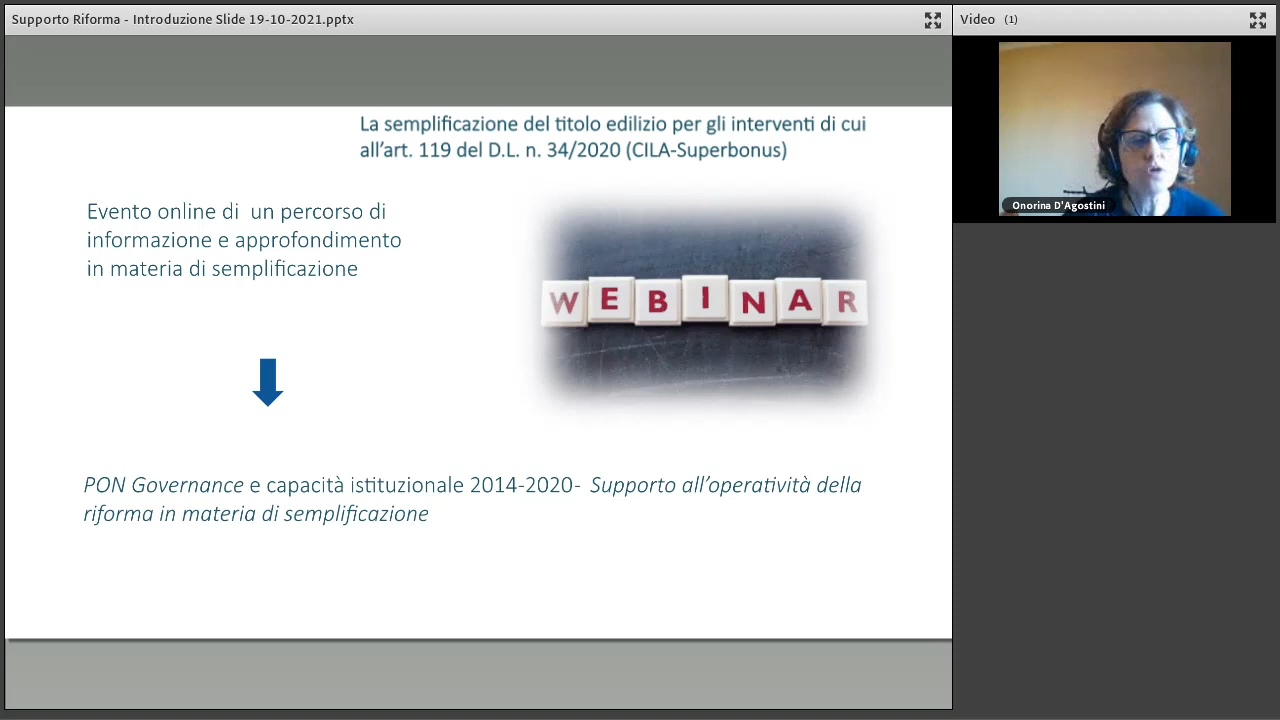 Supporto Riforma - Introduzione Slide 19-10-2021.pptx
Video (1)
La semplificazione del titolo edilizio per gli interventi di cui
all’art. 119 del D.L. n. 34/2020 (CILA-Superbonus)
Evento online di  un percorso di
informazione e approfondimento
in materia di semplificazione
WEBINAR
PON Governance e capacità istituzionale 2014-2020-  Supporto all’operatività della
riforma in materia di semplificazione
Onorina D'Agostini